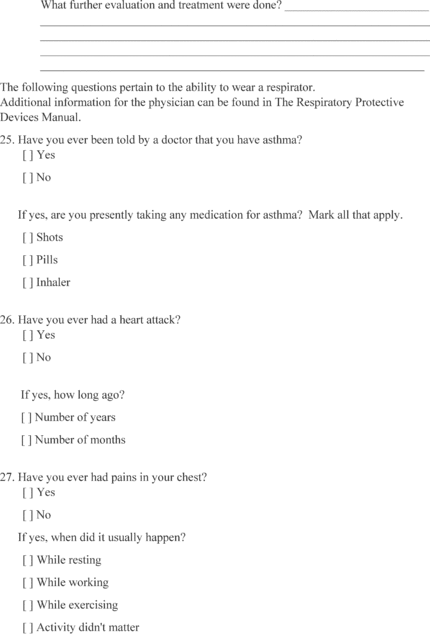 What further evaluation and treatment were done? ________________________
The following questions pertain to the ability to wear a respirator.
Additional information for the physician can be found in The Respiratory Protective
Devices Manual.
25. Have you ever been told by a doctor that you have asthma?
[ ] Yes
[ ] No
If yes, are you presently taking any medication for asthma?  Mark all that apply.
[ ] Shots
[ ] Pills
[ ] Inhaler
26. Have you ever had a heart attack?
[ ] Yes
[ ] No
If yes, how long ago?
[ ] Number of years
[ ] Number of months
27. Have you ever had pains in your chest?
[ ] Yes
[ ] No
If yes, when did it usually happen?
[ ] While resting
[ ] While working
[ ] While exercising
[ ] Activity didn't matter